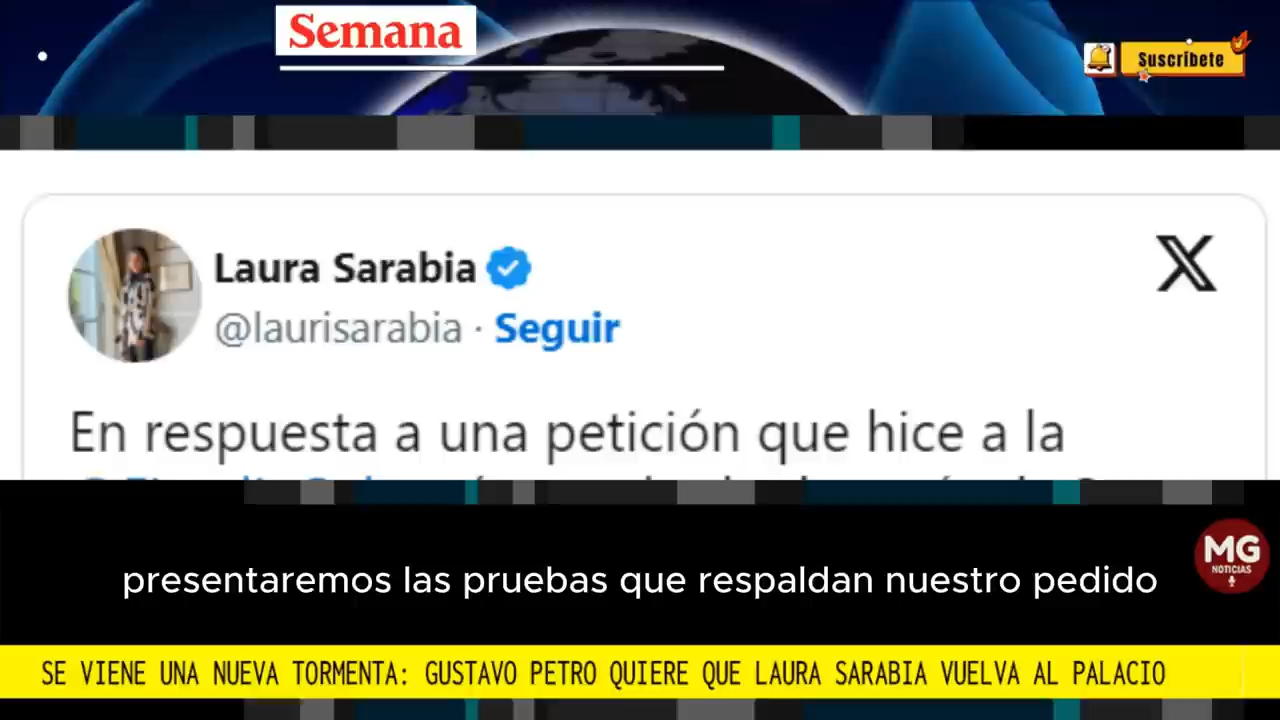 Semana
Suscríbete
Laura Sarabia
@laurisarabia · Seguir
En respuesta a una petición que hice a la
presentaremos las pruebas que respaldan nuestro pedido
MG
NOTICIAS
SE VIENE UNA NUEVA TORMENTA: GUSTAVO PETRO QUIERE QUE LAURA SARABIA VUELVA AL PALACIO